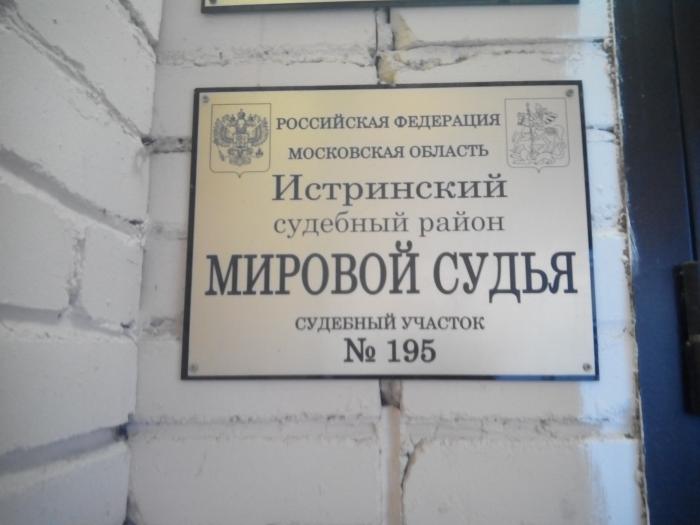 РОССИЙСКАЯ ФЕДЕРАЦИЯ
МОСКОВСКАЯ ОБЛАСТЬ
Истринский
судебный район
МИРОВОЙ СУДЬЯ
СУДЕБНЫЙ УЧАСТОК
№ 195